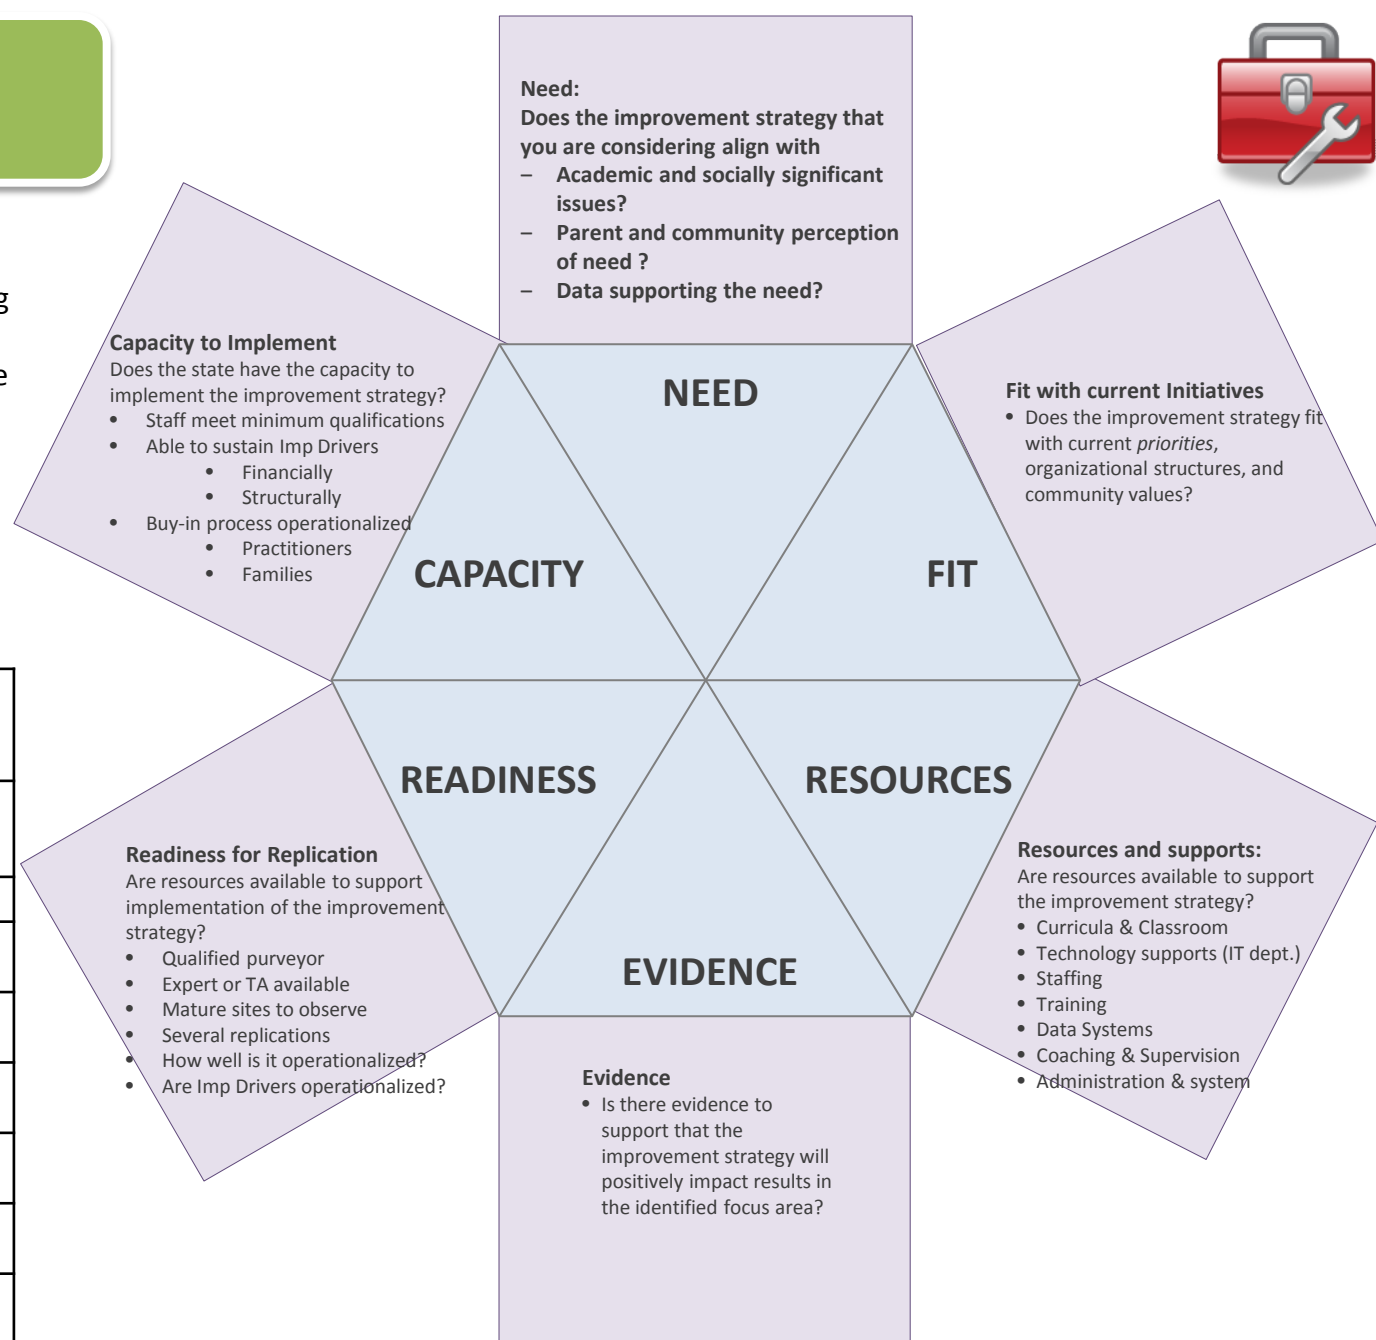 Need:
Does the improvement strategy that
you are considering align with
– Academic and socially significant
issues?
– Parent and community perception
of need ?
– Data supporting the need?
g
e
Capacity to Implement
Does the state have the capacity to
implement the improvement strategy?
• Staff meet minimum qualifications
• Able to sustain Imp Drivers
• Financially
• Structurally
• Buy-in process operationalized
• Practitioners
• Families
Fit with current Initiatives
• Does the improvement strategy fit
with current priorities,
organizational structures, and
community values?
NEED
CAPACITY
FIT
READINESS
RESOURCES
EVIDENCE
Readiness for Replication
Are resources available to support
implementation of the improvement
strategy?
• Qualified purveyor
• Expert or TA available
• Mature sites to observe
• Several replications
• How well is it operationalized?
• Are Imp Drivers operationalized?
Resources and supports:
Are resources available to support
the improvement strategy?
• Curricula & Classroom
• Technology supports (IT dept.)
• Staffing
• Training
• Data Systems
• Coaching & Supervision
• Administration & system
Evidence
• Is there evidence to
support that the
improvement strategy will
positively impact results in
the identified focus area?